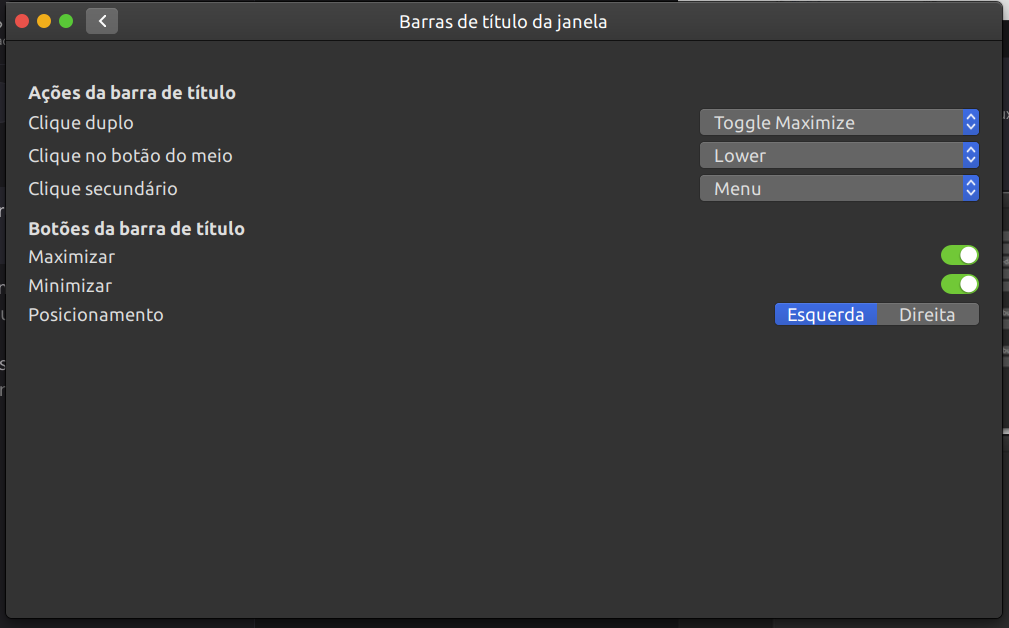 Barras de título da janela
Ações da barra de título
Clique duplo Toggle Maximize
Clique no botão do meio Lower
Clique secundário Menu
Botões da barra de título
Maximizar
Minimizar
Posicionamento Esquerda Direita